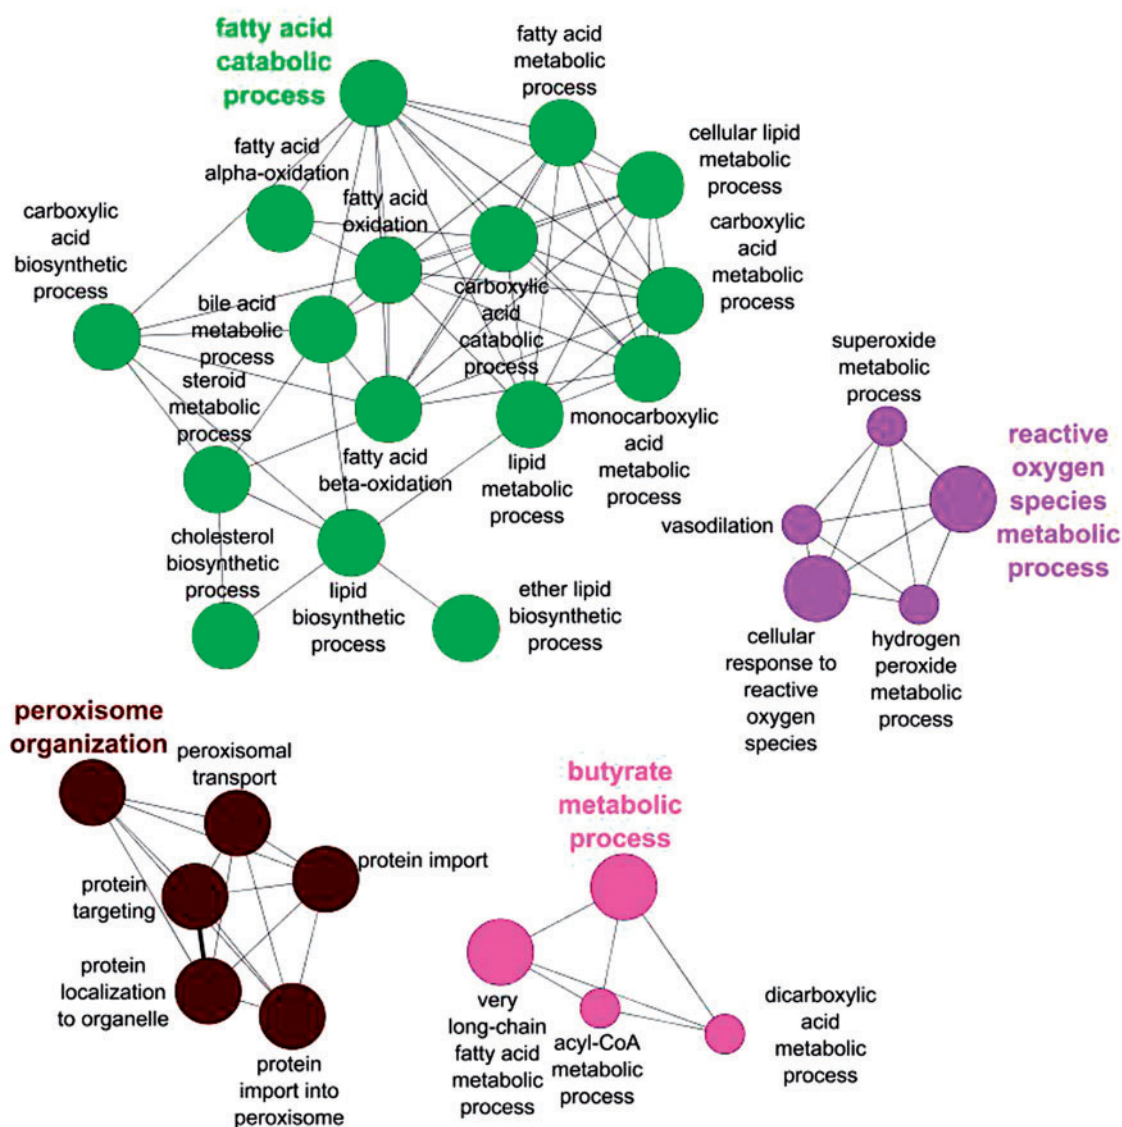 fatty acid
catabolic
process
fatty acid
metabolic
process
cellular lipid
metabolic
process
fatty acid
alpha-oxidation
fatty acid
oxidation
carboxylic
acid
biosynthetic
process
carboxylic
acid
metabolic
process
bile acid
metabolic
process
carboxylic
acid
catabolic
process
steroid
metabolic
process
monocarboxylic
acid
metabolic
process
fatty acid
beta-oxidation
lipid
metabolic
process
cholesterol
biosynthetic
process
lipid
biosynthetic
process
ether lipid
biosynthetic
process
superoxide
metabolic
process
reactive
oxygen
species
metabolic
process
vasodilation
cellular
response to
reactive
oxygen
species
hydrogen
peroxide
metabolic
process
peroxisome
organization
peroxisomal
transport
protein import
protein
targeting
protein
localization
to organelle
protein
import into
peroxisome
butyrate
metabolic
process
very
long-chain
fatty acid
metabolic
process
acyl-CoA
metabolic
process
dicarboxylic
acid
metabolic
process